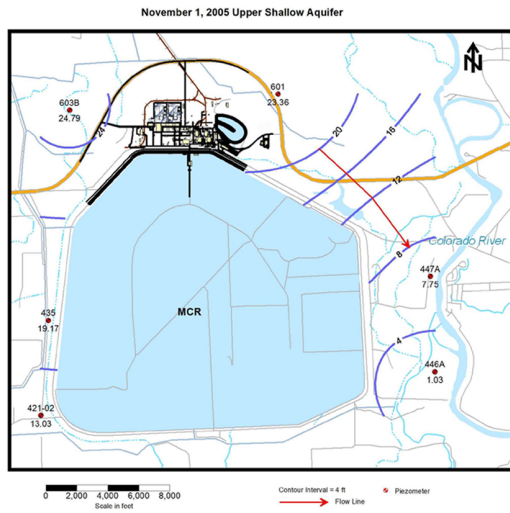 November 1, 2005 Upper Shallow Aquifer
N
601
23.36
603B
24.79
24
20
16
12
Colorado River
8
447A
7.75
MCR
435
19.17
4
446A
1.03
421-02
13.03
0 2,000 4,000 6,000 8,000
Scale in feet
Contour Interval = 4 ft
Flow Line
Piezometer